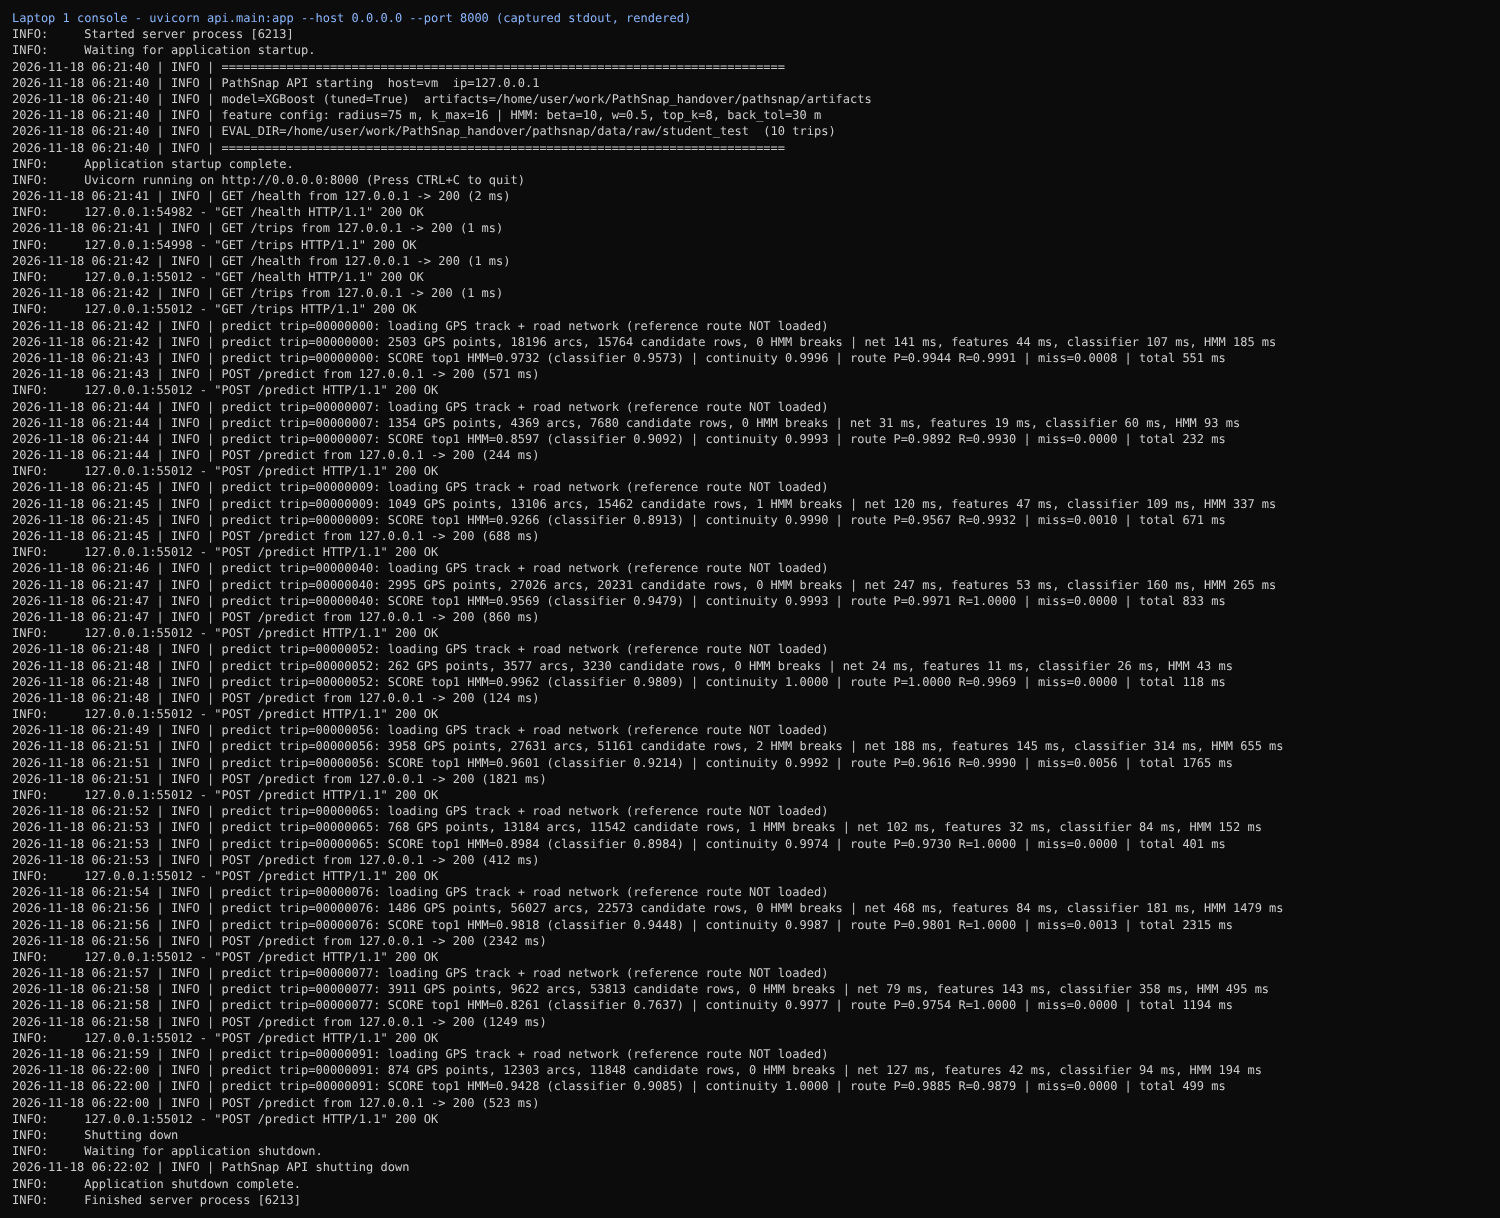 Laptop 1 console - uvicorn api.main:app --host 0.0.0.0 --port 8000 (captured stdout, rendered)
INFO:     Started server process [6213]
INFO:     Waiting for application startup.
2026-11-18 06:21:40 | INFO | ==============================================================================
2026-11-18 06:21:40 | INFO | PathSnap API starting  host=vm  ip=127.0.0.1
2026-11-18 06:21:40 | INFO | model=XGBoost (tuned=True)  artifacts=/home/user/work/PathSnap_handover/pathsnap/artifacts
2026-11-18 06:21:40 | INFO | feature config: radius=75 m, k_max=16 | HMM: beta=10, w=0.5, top_k=8, back_tol=30 m
2026-11-18 06:21:40 | INFO | EVAL_DIR=/home/user/work/PathSnap_handover/pathsnap/data/raw/student_test  (10 trips)
2026-11-18 06:21:40 | INFO | ==============================================================================
INFO:     Application startup complete.
INFO:     Uvicorn running on http://0.0.0.0:8000 (Press CTRL+C to quit)
2026-11-18 06:21:41 | INFO | GET /health from 127.0.0.1 -> 200 (2 ms)
INFO:     127.0.0.1:54982 - "GET /health HTTP/1.1" 200 OK
2026-11-18 06:21:41 | INFO | GET /trips from 127.0.0.1 -> 200 (1 ms)
INFO:     127.0.0.1:54998 - "GET /trips HTTP/1.1" 200 OK
2026-11-18 06:21:42 | INFO | GET /health from 127.0.0.1 -> 200 (1 ms)
INFO:     127.0.0.1:55012 - "GET /health HTTP/1.1" 200 OK
2026-11-18 06:21:42 | INFO | GET /trips from 127.0.0.1 -> 200 (1 ms)
INFO:     127.0.0.1:55012 - "GET /trips HTTP/1.1" 200 OK
2026-11-18 06:21:42 | INFO | predict trip=00000000: loading GPS track + road network (reference route NOT loaded)
2026-11-18 06:21:42 | INFO | predict trip=00000000: 2503 GPS points, 18196 arcs, 15764 candidate rows, 0 HMM breaks | net 141 ms, features 44 ms, classifier 107 ms, HMM 185 ms
2026-11-18 06:21:43 | INFO | predict trip=00000000: SCORE top1 HMM=0.9732 (classifier 0.9573) | continuity 0.9996 | route P=0.9944 R=0.9991 | miss=0.0008 | total 551 ms
2026-11-18 06:21:43 | INFO | POST /predict from 127.0.0.1 -> 200 (571 ms)
INFO:     127.0.0.1:55012 - "POST /predict HTTP/1.1" 200 OK
2026-11-18 06:21:44 | INFO | predict trip=00000007: loading GPS track + road network (reference route NOT loaded)
2026-11-18 06:21:44 | INFO | predict trip=00000007: 1354 GPS points, 4369 arcs, 7680 candidate rows, 0 HMM breaks | net 31 ms, features 19 ms, classifier 60 ms, HMM 93 ms
2026-11-18 06:21:44 | INFO | predict trip=00000007: SCORE top1 HMM=0.8597 (classifier 0.9092) | continuity 0.9993 | route P=0.9892 R=0.9930 | miss=0.0000 | total 232 ms
2026-11-18 06:21:44 | INFO | POST /predict from 127.0.0.1 -> 200 (244 ms)
INFO:     127.0.0.1:55012 - "POST /predict HTTP/1.1" 200 OK
2026-11-18 06:21:45 | INFO | predict trip=00000009: loading GPS track + road network (reference route NOT loaded)
2026-11-18 06:21:45 | INFO | predict trip=00000009: 1049 GPS points, 13106 arcs, 15462 candidate rows, 1 HMM breaks | net 120 ms, features 47 ms, classifier 109 ms, HMM 337 ms
2026-11-18 06:21:45 | INFO | predict trip=00000009: SCORE top1 HMM=0.9266 (classifier 0.8913) | continuity 0.9990 | route P=0.9567 R=0.9932 | miss=0.0010 | total 671 ms
2026-11-18 06:21:45 | INFO | POST /predict from 127.0.0.1 -> 200 (688 ms)
INFO:     127.0.0.1:55012 - "POST /predict HTTP/1.1" 200 OK
2026-11-18 06:21:46 | INFO | predict trip=00000040: loading GPS track + road network (reference route NOT loaded)
2026-11-18 06:21:47 | INFO | predict trip=00000040: 2995 GPS points, 27026 arcs, 20231 candidate rows, 0 HMM breaks | net 247 ms, features 53 ms, classifier 160 ms, HMM 265 ms
2026-11-18 06:21:47 | INFO | predict trip=00000040: SCORE top1 HMM=0.9569 (classifier 0.9479) | continuity 0.9993 | route P=0.9971 R=1.0000 | miss=0.0000 | total 833 ms
2026-11-18 06:21:47 | INFO | POST /predict from 127.0.0.1 -> 200 (860 ms)
INFO:     127.0.0.1:55012 - "POST /predict HTTP/1.1" 200 OK
2026-11-18 06:21:48 | INFO | predict trip=00000052: loading GPS track + road network (reference route NOT loaded)
2026-11-18 06:21:48 | INFO | predict trip=00000052: 262 GPS points, 3577 arcs, 3230 candidate rows, 0 HMM breaks | net 24 ms, features 11 ms, classifier 26 ms, HMM 43 ms
2026-11-18 06:21:48 | INFO | predict trip=00000052: SCORE top1 HMM=0.9962 (classifier 0.9809) | continuity 1.0000 | route P=1.0000 R=0.9969 | miss=0.0000 | total 118 ms
2026-11-18 06:21:48 | INFO | POST /predict from 127.0.0.1 -> 200 (124 ms)
INFO:     127.0.0.1:55012 - "POST /predict HTTP/1.1" 200 OK
2026-11-18 06:21:49 | INFO | predict trip=00000056: loading GPS track + road network (reference route NOT loaded)
2026-11-18 06:21:51 | INFO | predict trip=00000056: 3958 GPS points, 27631 arcs, 51161 candidate rows, 2 HMM breaks | net 188 ms, features 145 ms, classifier 314 ms, HMM 655 ms
2026-11-18 06:21:51 | INFO | predict trip=00000056: SCORE top1 HMM=0.9601 (classifier 0.9214) | continuity 0.9992 | route P=0.9616 R=0.9990 | miss=0.0056 | total 1765 ms
2026-11-18 06:21:51 | INFO | POST /predict from 127.0.0.1 -> 200 (1821 ms)
INFO:     127.0.0.1:55012 - "POST /predict HTTP/1.1" 200 OK
2026-11-18 06:21:52 | INFO | predict trip=00000065: loading GPS track + road network (reference route NOT loaded)
2026-11-18 06:21:53 | INFO | predict trip=00000065: 768 GPS points, 13184 arcs, 11542 candidate rows, 1 HMM breaks | net 102 ms, features 32 ms, classifier 84 ms, HMM 152 ms
2026-11-18 06:21:53 | INFO | predict trip=00000065: SCORE top1 HMM=0.8984 (classifier 0.8984) | continuity 0.9974 | route P=0.9730 R=1.0000 | miss=0.0000 | total 401 ms
2026-11-18 06:21:53 | INFO | POST /predict from 127.0.0.1 -> 200 (412 ms)
INFO:     127.0.0.1:55012 - "POST /predict HTTP/1.1" 200 OK
2026-11-18 06:21:54 | INFO | predict trip=00000076: loading GPS track + road network (reference route NOT loaded)
2026-11-18 06:21:56 | INFO | predict trip=00000076: 1486 GPS points, 56027 arcs, 22573 candidate rows, 0 HMM breaks | net 468 ms, features 84 ms, classifier 181 ms, HMM 1479 ms
2026-11-18 06:21:56 | INFO | predict trip=00000076: SCORE top1 HMM=0.9818 (classifier 0.9448) | continuity 0.9987 | route P=0.9801 R=1.0000 | miss=0.0013 | total 2315 ms
2026-11-18 06:21:56 | INFO | POST /predict from 127.0.0.1 -> 200 (2342 ms)
INFO:     127.0.0.1:55012 - "POST /predict HTTP/1.1" 200 OK
2026-11-18 06:21:57 | INFO | predict trip=00000077: loading GPS track + road network (reference route NOT loaded)
2026-11-18 06:21:58 | INFO | predict trip=00000077: 3911 GPS points, 9622 arcs, 53813 candidate rows, 0 HMM breaks | net 79 ms, features 143 ms, classifier 358 ms, HMM 495 ms
2026-11-18 06:21:58 | INFO | predict trip=00000077: SCORE top1 HMM=0.8261 (classifier 0.7637) | continuity 0.9977 | route P=0.9754 R=1.0000 | miss=0.0000 | total 1194 ms
2026-11-18 06:21:58 | INFO | POST /predict from 127.0.0.1 -> 200 (1249 ms)
INFO:     127.0.0.1:55012 - "POST /predict HTTP/1.1" 200 OK
2026-11-18 06:21:59 | INFO | predict trip=00000091: loading GPS track + road network (reference route NOT loaded)
2026-11-18 06:22:00 | INFO | predict trip=00000091: 874 GPS points, 12303 arcs, 11848 candidate rows, 0 HMM breaks | net 127 ms, features 42 ms, classifier 94 ms, HMM 194 ms
2026-11-18 06:22:00 | INFO | predict trip=00000091: SCORE top1 HMM=0.9428 (classifier 0.9085) | continuity 1.0000 | route P=0.9885 R=0.9879 | miss=0.0000 | total 499 ms
2026-11-18 06:22:00 | INFO | POST /predict from 127.0.0.1 -> 200 (523 ms)
INFO:     127.0.0.1:55012 - "POST /predict HTTP/1.1" 200 OK
INFO:     Shutting down
INFO:     Waiting for application shutdown.
2026-11-18 06:22:02 | INFO | PathSnap API shutting down
INFO:     Application shutdown complete.
INFO:     Finished server process [6213]